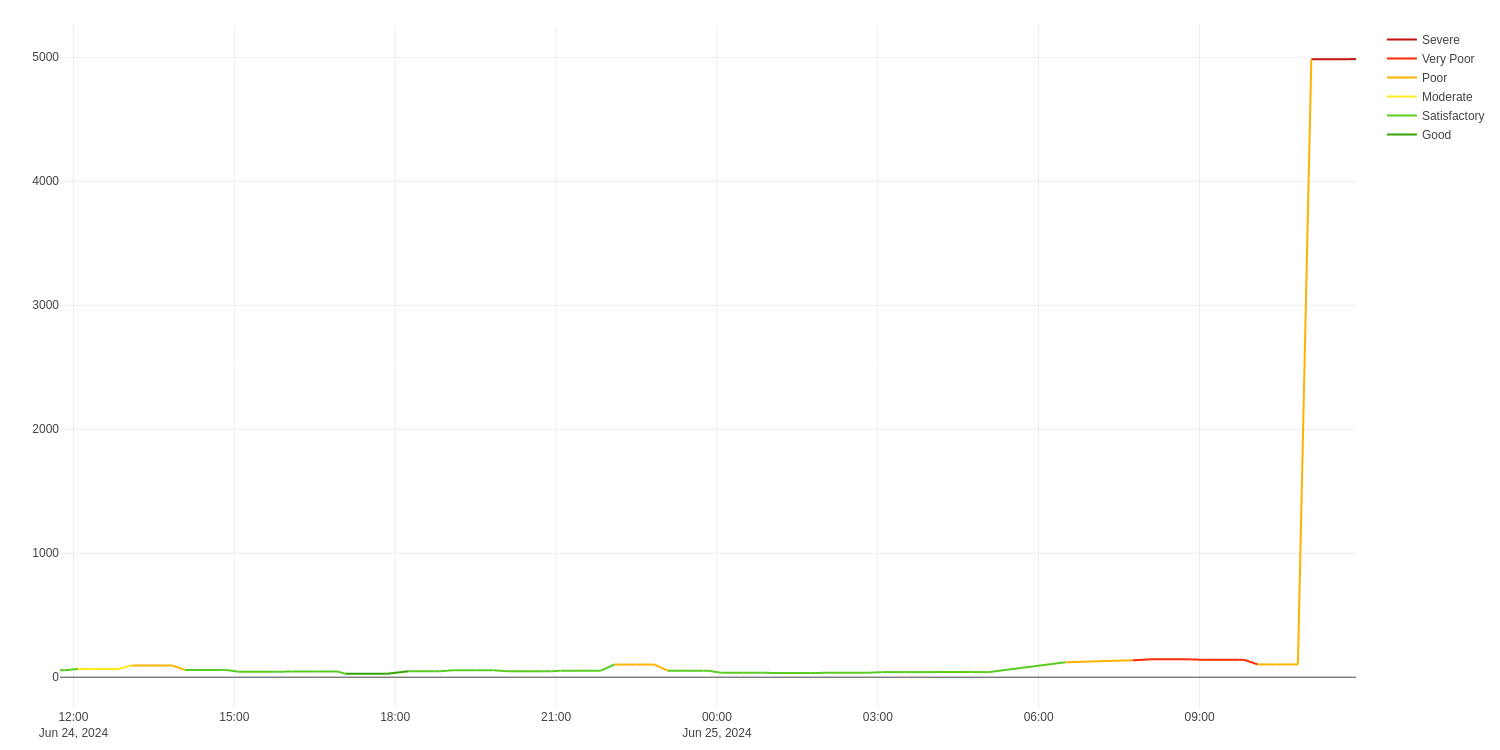 5000
4000
3000
2000
1000
0
12:00
Jun 24, 2024
15:00
18:00
21:00
00:00
Jun 25, 2024
03:00
06:00
09:00
Severe
Very Poor
Poor
Moderate
Satisfactory
Good